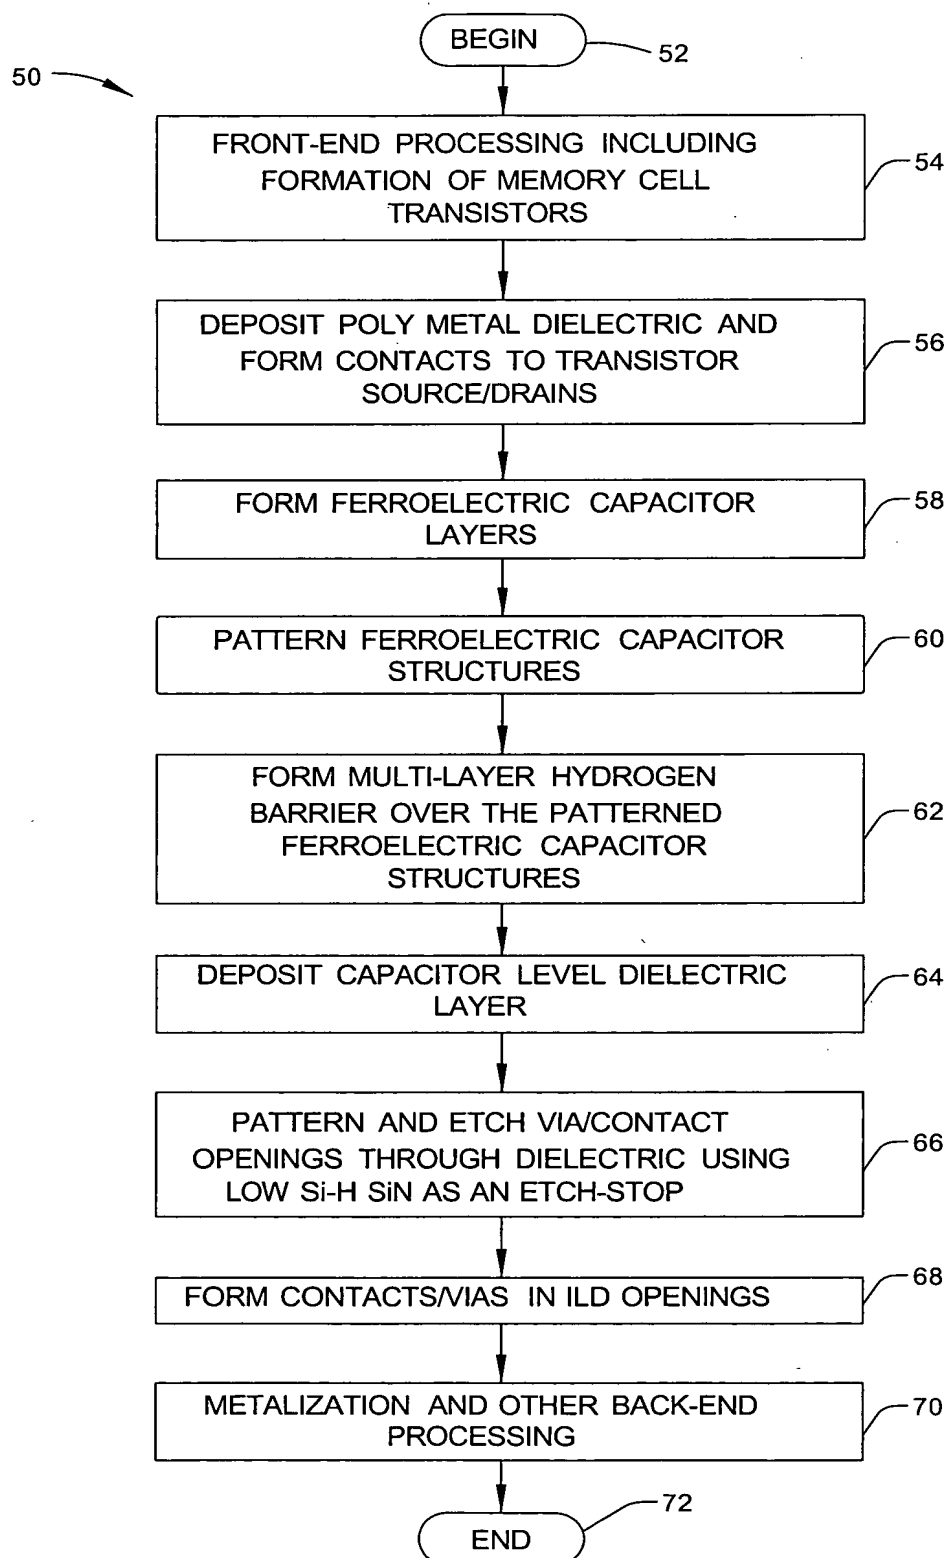 BEGIN
52
50
FRONT-END PROCESSING INCLUDING
FORMATION OF MEMORY CELL
TRANSISTORS
54
DEPOSIT POLY METAL DIELECTRIC AND
FORM CONTACTS TO TRANSISTOR
SOURCE/DRAINS
56
FORM FERROELECTRIC CAPACITOR
LAYERS
58
PATTERN FERROELECTRIC CAPACITOR
STRUCTURES
60
FORM MULTI-LAYER HYDROGEN
BARRIER OVER THE PATTERNED
FERROELECTRIC CAPACITOR
STRUCTURES
62
DEPOSIT CAPACITOR LEVEL DIELECTRIC
LAYER
64
PATTERN AND ETCH VIA/CONTACT
OPENINGS THROUGH DIELECTRIC USING
LOW Si-H SiN AS AN ETCH-STOP
66
FORM CONTACTS/VIAS IN ILD OPENINGS
68
METALIZATION AND OTHER BACK-END
PROCESSING
70
72
END